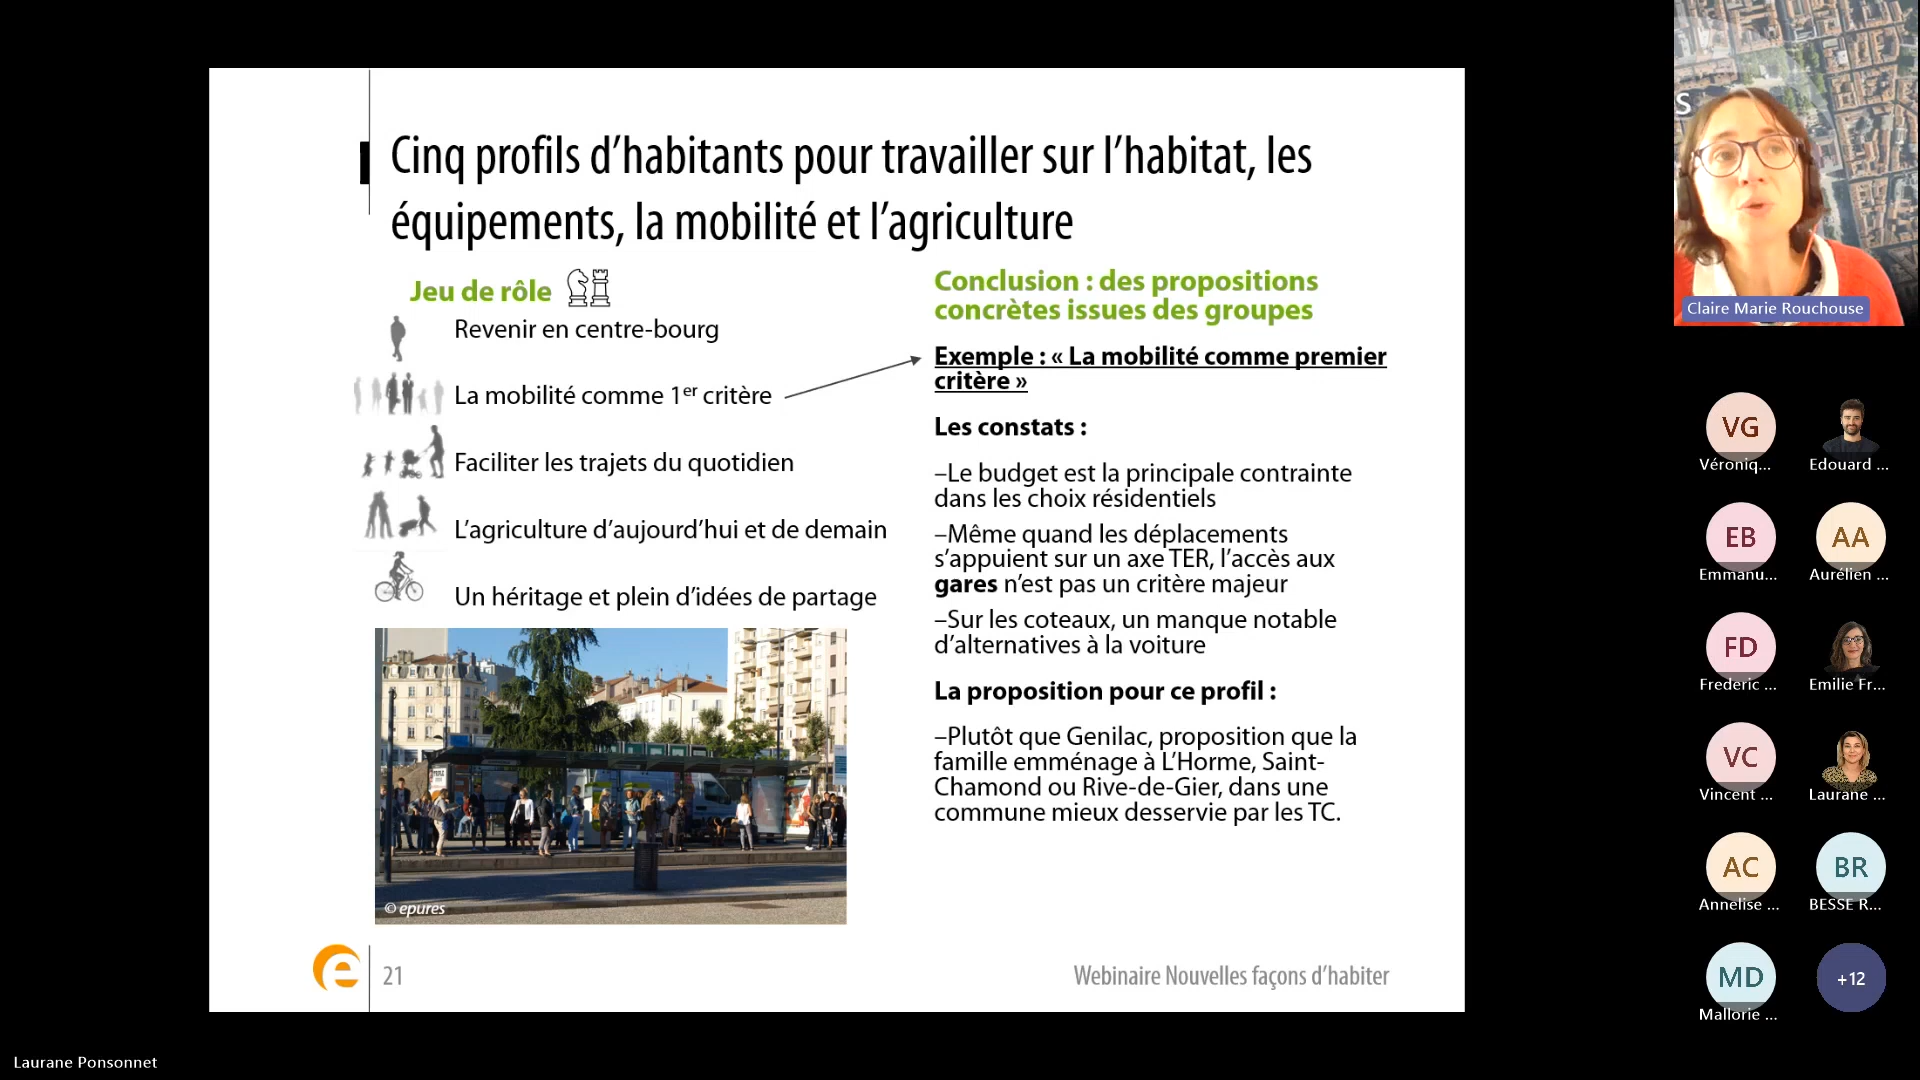 Cinq profils d’habitants pour travailler sur l’habitat, les
équipements, la mobilité et l’agriculture
Jeu de rôle
Revenir en centre-bourg
La mobilité comme 1er critère
Faciliter les trajets du quotidien
L’agriculture d’aujourd’hui et de demain
Un héritage et plein d’idées de partage
© epures
Conclusion : des propositions
concrètes issues des groupes
Exemple : « La mobilité comme premier
critère »
Les constats :
–Le budget est la principale contrainte
dans les choix résidentiels
–Même quand les déplacements
s’appuient sur un axe TER, l’accès aux
gares n’est pas un critère majeur
–Sur les coteaux, un manque notable
d’alternatives à la voiture
La proposition pour ce profil :
–Plutôt que Genilac, proposition que la
famille emménage à L’Horme, Saint-
Chamond ou Rive-de-Gier, dans une
commune mieux desservie par les TC.
e
21
Webinaire Nouvelles façons d’habiter
S
Claire Marie Rouchouse
VG
Véroniq...
Edouard ...
EB
Emmanu...
AA
Aurélien ...
FD
Frederic ...
Emilie Fr...
VC
Vincent ...
Laurane ...
AC
Annelise ...
BR
BESSE R...
MD
Mallorie ...
+12
Laurane Ponsonnet